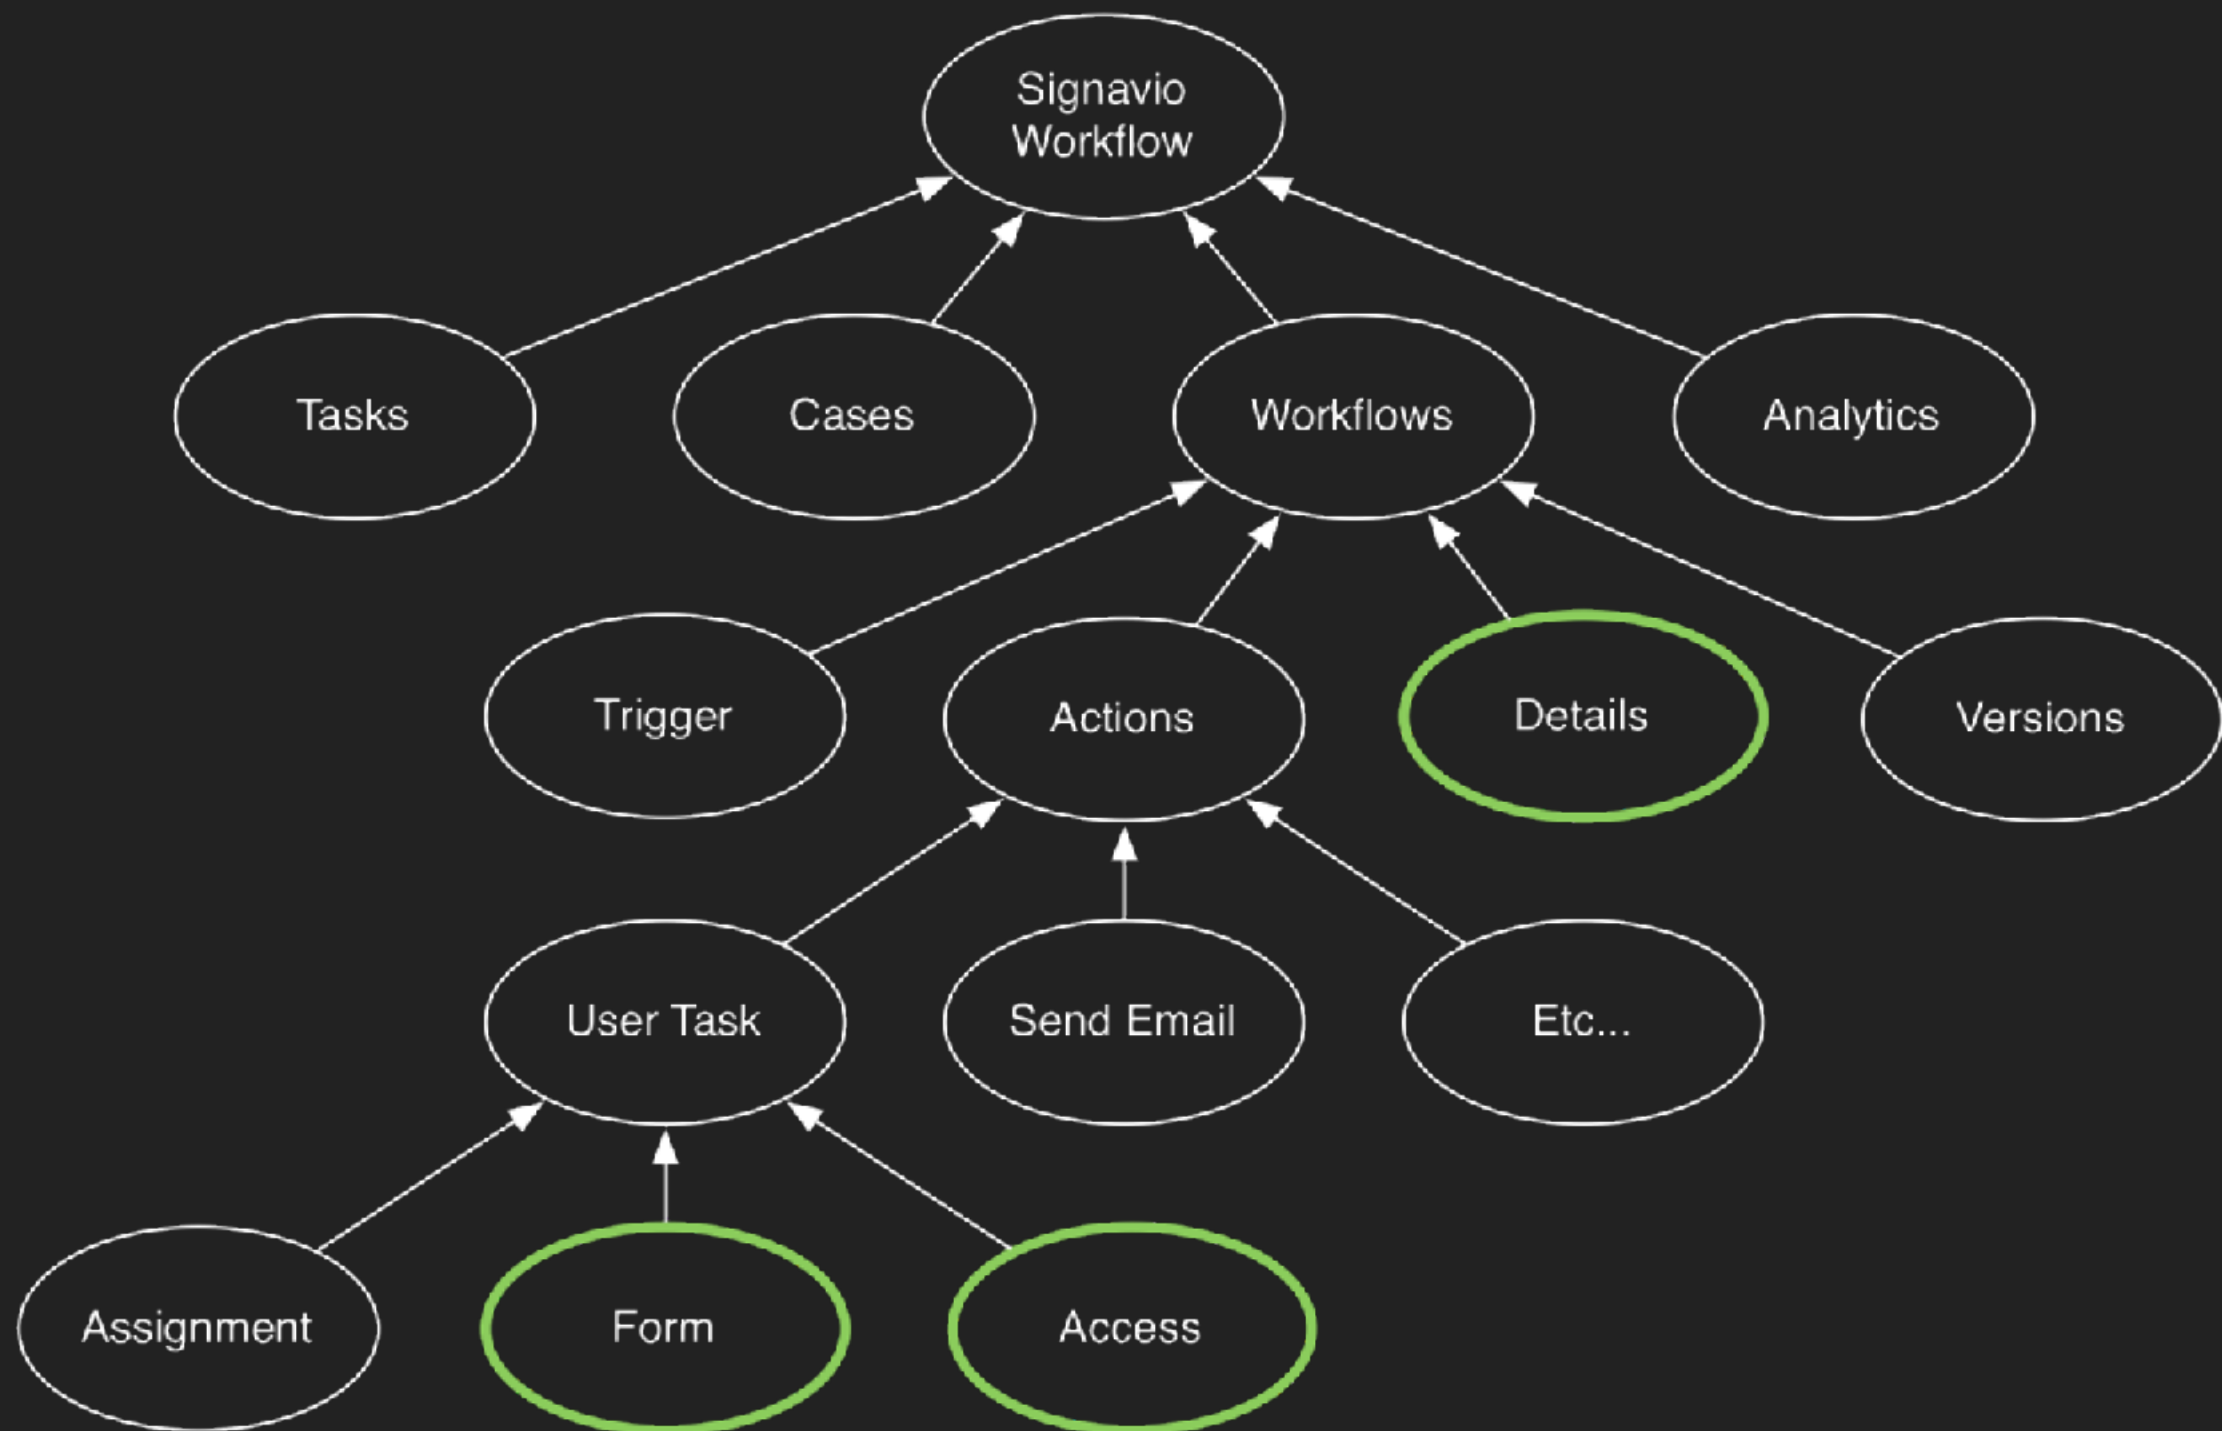 Signavio
Workflow
Tasks
Cases
Workflows
Analytics
Trigger
Actions
Details
Versions
User Task
Send Email
Etc...
Assignment
Form
Access